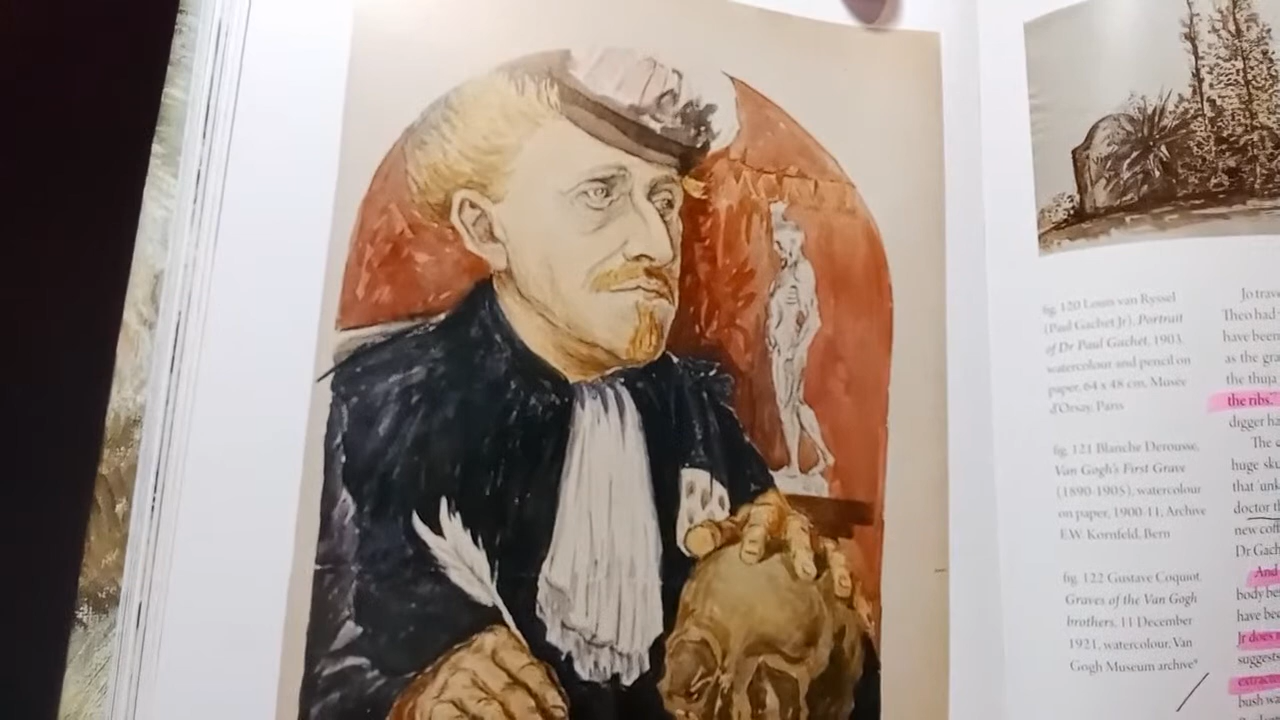 fig. 120 Louis van Ryssel
(Paul Gachet Jr), Portrait
of Dr Paul Gachet, 1903,
watercolour and pencil on
paper, 64 x 48 cm, Musée
d'Orsay, Paris
fig. 121 Blanche Derousse,
Van Gogh's First Grave
(1890-1905), watercolour
on paper, 1900-11, Archive
E.W. Kornfeld, Bern
fig. 122 Gustave Coquiot,
Graves of the Van Gogh
brothers, 11 December
1921, watercolour, Van
Gogh Museum archive
Jo trav
Theo had
have been
as the gra
the thuja
the ribs.
digger ha
The c
huge sku
that 'unk
doctor th
new coff
Dr Gach
And
body be
have bee
Jr does
suggests
extracte
bush wa